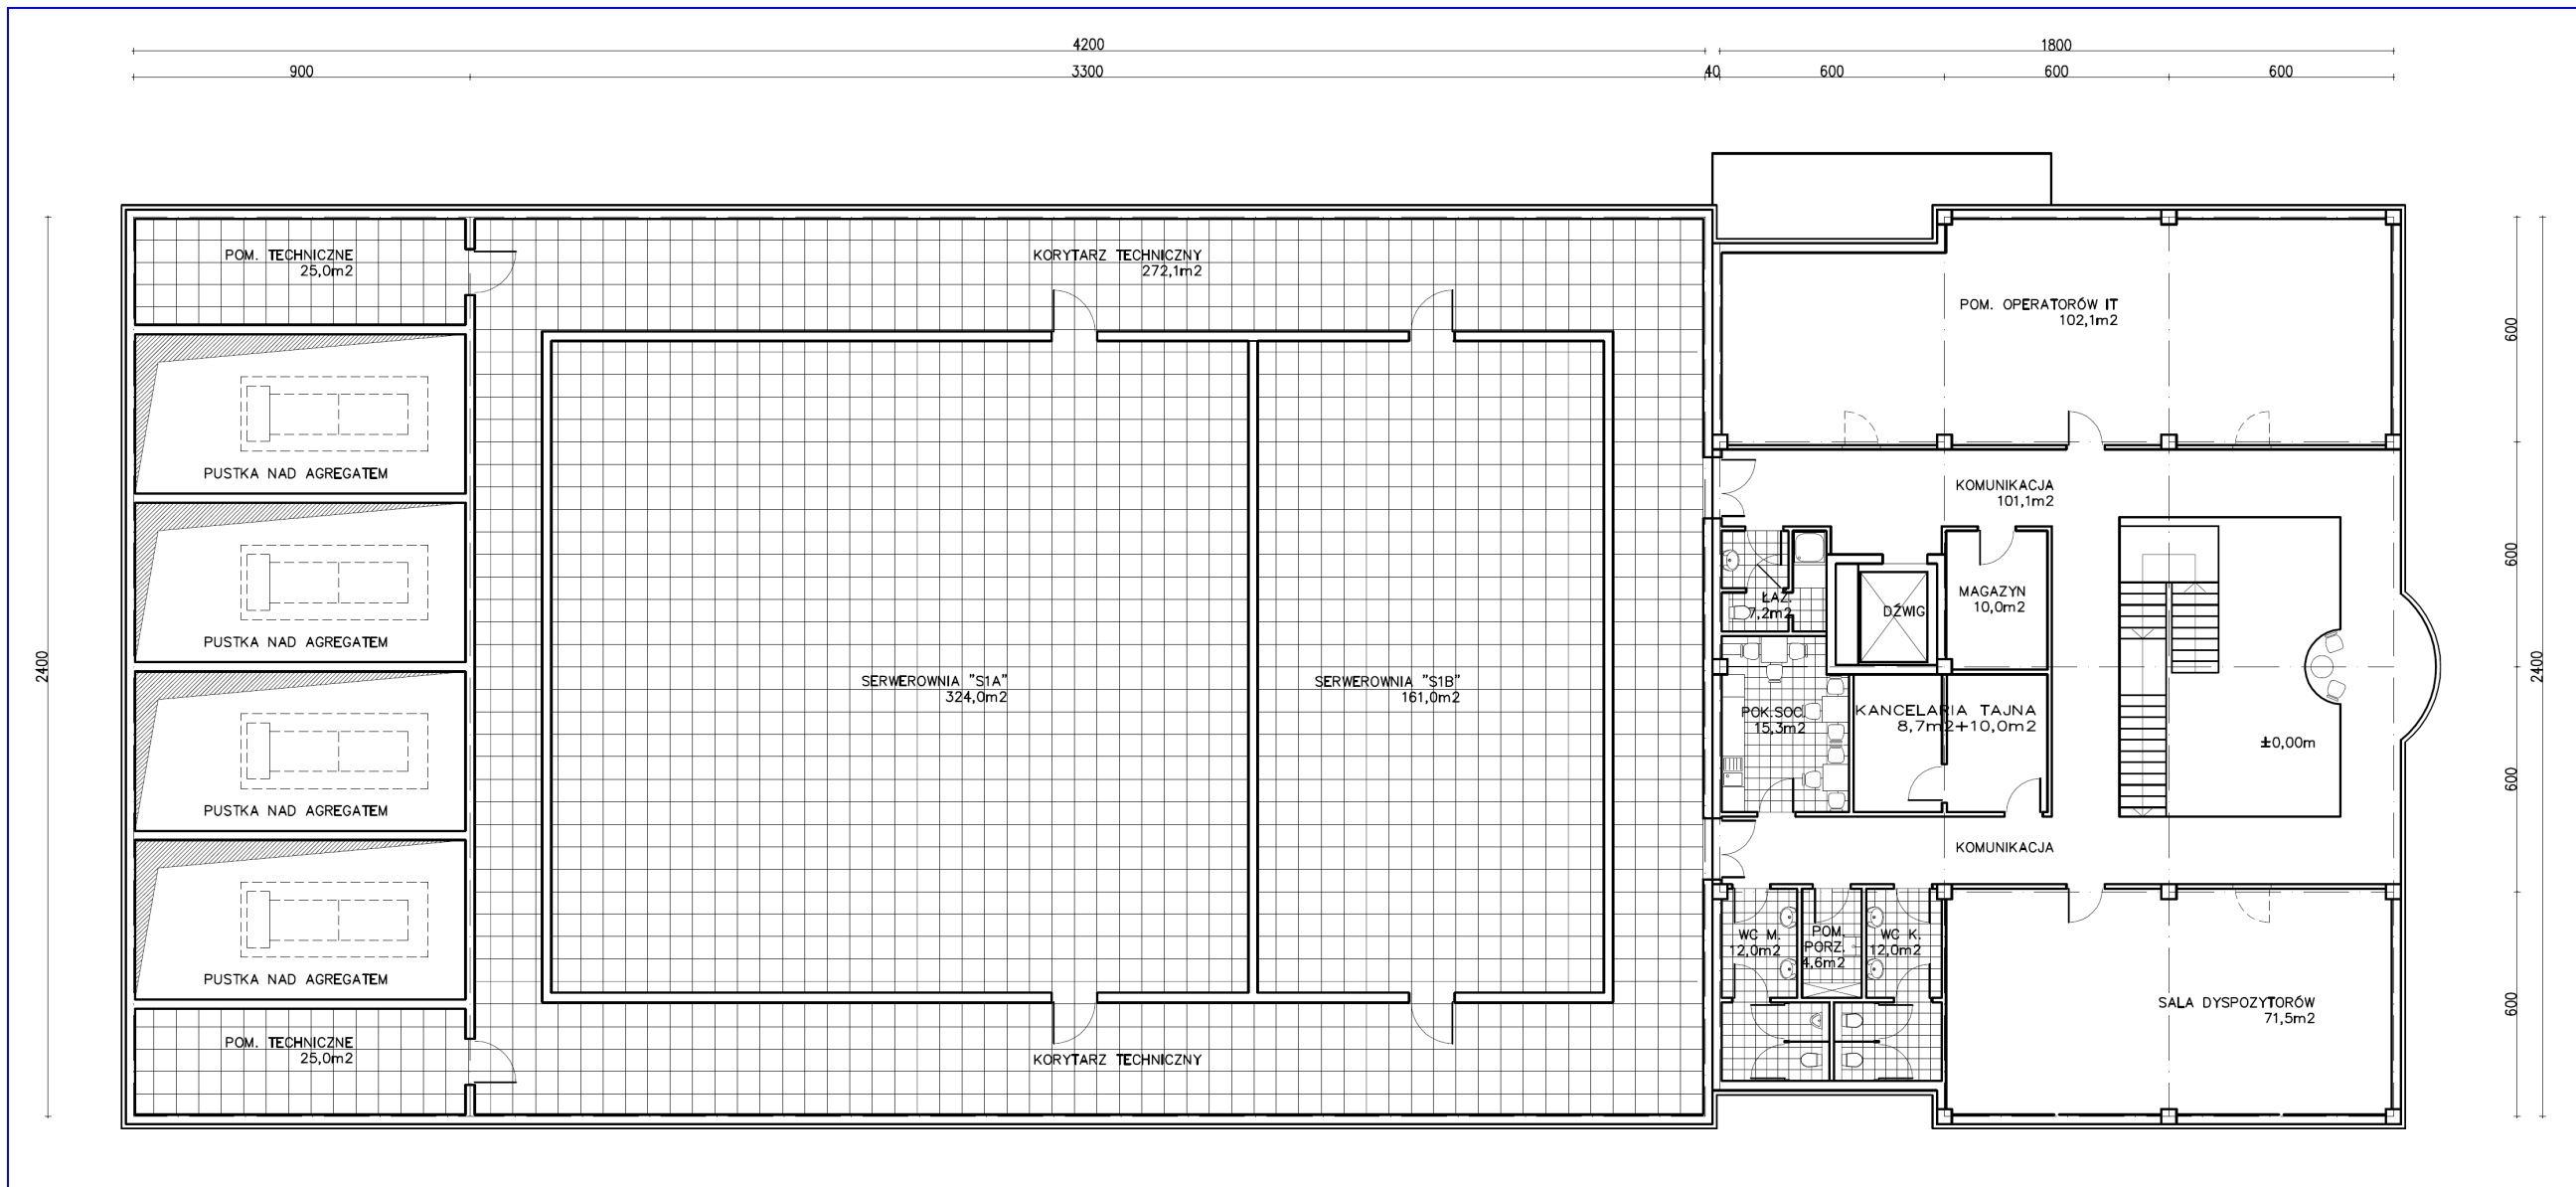 4200
1800
900
3300
40
600
600
600
POM. TECHNICZNE
25,0m2
KORYTARZ TECHNICZNY
272,1m2
POM. OPERATORÓW IT
102,1m2
600
PUSTKA NAD AGREGATEM
KOMUNIKACJA
101,1m2
600
PUSTKA NAD AGREGATEM
ŁAZ.
7,2m2
DŹWIG
MAGAZYN
10,0m2
2400
2400
SERWEROWNIA "S1A"
324,0m2
SERWEROWNIA "S1B"
161,0m2
POK.SOC.
15,3m2
KANCELARIA TAJNA
8,7m2+10,0m2
±0,00m
600
PUSTKA NAD AGREGATEM
KOMUNIKACJA
WC M.
12,0m2
POM.
PORZ.
4,6m2
WC K.
12,0m2
PUSTKA NAD AGREGATEM
SALA DYSPOZYTORÓW
71,5m2
600
POM. TECHNICZNE
25,0m2
KORYTARZ TECHNICZNY